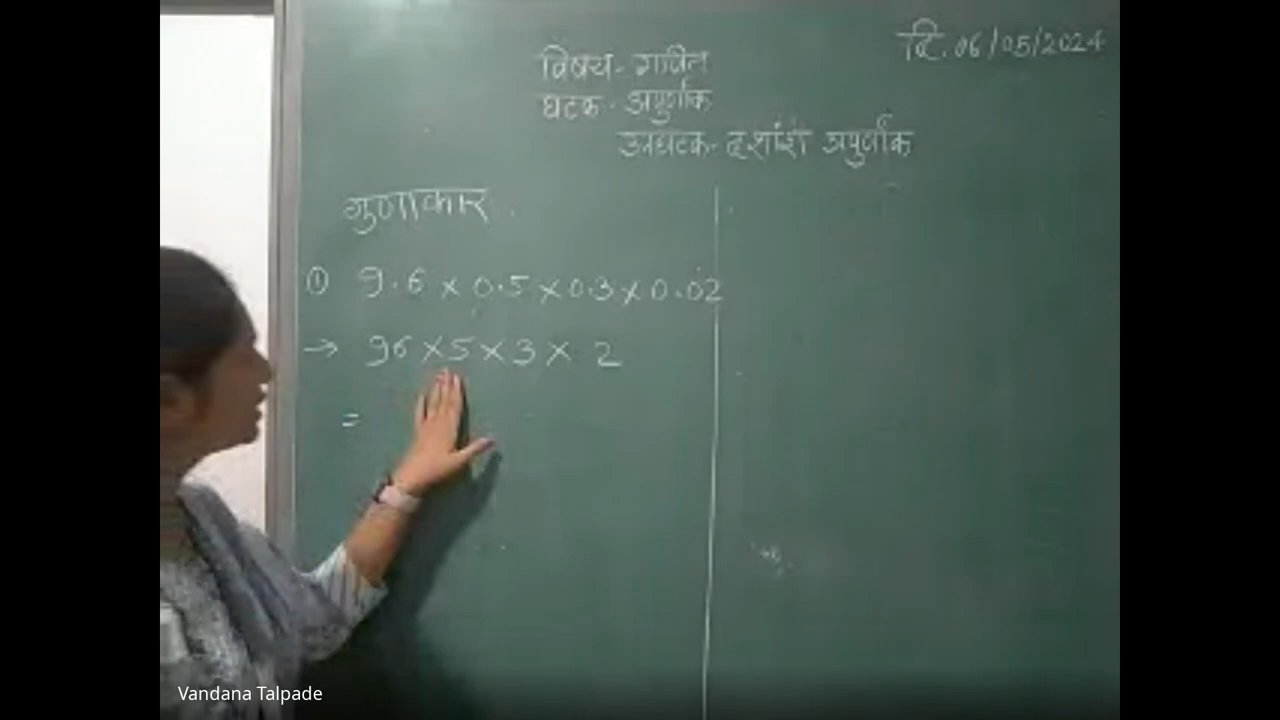 दि. 06/05/2024
विषय - गणित
घटक - अपुर्णांक
उपघटक - दशांश अपुर्णांक
गुणाकार.
① 9.6 x 0.5 x 0.3 x 0.02
→ 96 x 5 x 3 x 2
=
Vandana Talpade